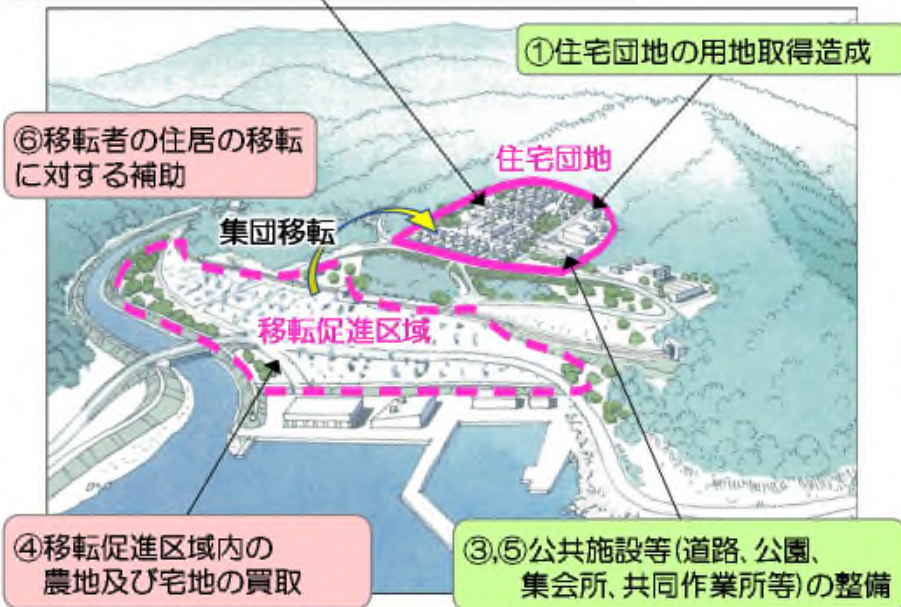 ①住宅団地の用地取得造成
⑥移転者の住居の移転
に対する補助
住宅団地
集団移転
移転促進区域
④移転促進区域内の
農地及び宅地の買取
③,⑤公共施設等(道路、公園、
集会所、共同作業所等)の整備